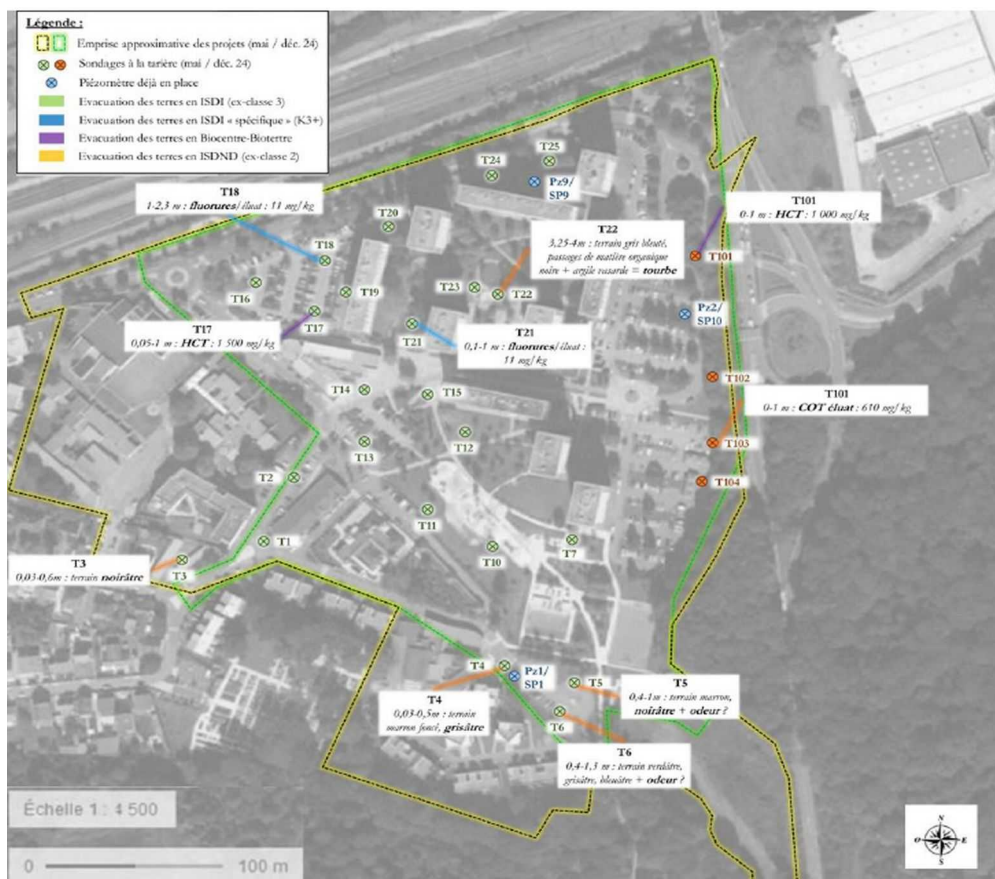 Légende :
Emprise approximative des projets (mai / déc. 24)
Sondages à la tarière (mai / déc. 24)
Piézomètre déjà en place
Evacuation des terres en ISDI (ex-classe 3)
Evacuation des terres en ISDI « spécifique » (K3+)
Evacuation des terres en Biocentre-Biotertre
Evacuation des terres en ISDND (ex-classe 2)
T25
T24
Pz9/
SP9
T18
1-2,3 m : fluorures/éluat : 11 mg/kg
T101
0-1 m : HCT : 1 000 mg/kg
T20
T22
3,25-4m : terrain gris bleuté,
passages de matière organique
noire + argile vasarde = tourbe
T18
T101
T16
T19
T23
T22
Pz2/
SP10
T17
T17
0,05-1 m : HCT : 1 500 mg/kg
T21
T21
0,1-1 m : fluorures/éluat :
11 mg/kg
T102
T14
T15
T101
0-1 m : COT éluat : 610 mg/kg
T12
T13
T103
T2
T104
T11
T1
T10
T7
T3
T3
0,03-0,6m : terrain noirâtre
T4
Pz1/
SP1
T5
T5
0,4-1m : terrain marron,
noirâtre + odeur ?
T4
0,03-0,5m : terrain
marron foncé, grisâtre
T6
T6
0,4-1,3 m : terrain verdâtre,
grisâtre, bleuâtre + odeur ?
Échelle 1 : 4 500
0 100 m
N
O E
S